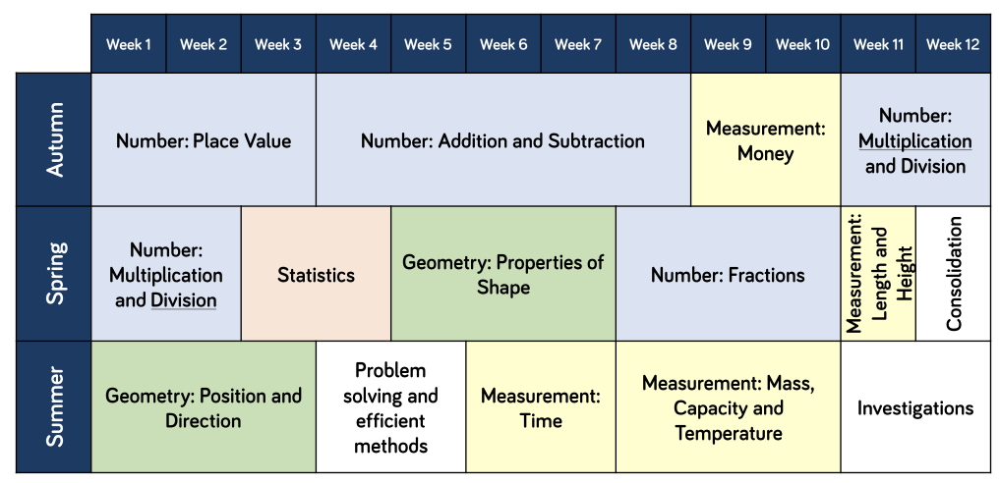 Week 1 Week 2 Week 3 Week 4 Week 5 Week 6 Week 7 Week 8 Week 9 Week 10 Week 11 Week 12
Autumn
Number: Place Value
Number: Addition and Subtraction
Measurement:
Money
Number:
Multiplication
and Division
Spring
Number:
Multiplication
and Division
Statistics
Geometry: Properties of
Shape
Number: Fractions
Measurement:
Length and
Height
Consolidation
Summer
Geometry: Position and
Direction
Problem
solving and
efficient
methods
Measurement:
Time
Measurement: Mass,
Capacity and
Temperature
Investigations